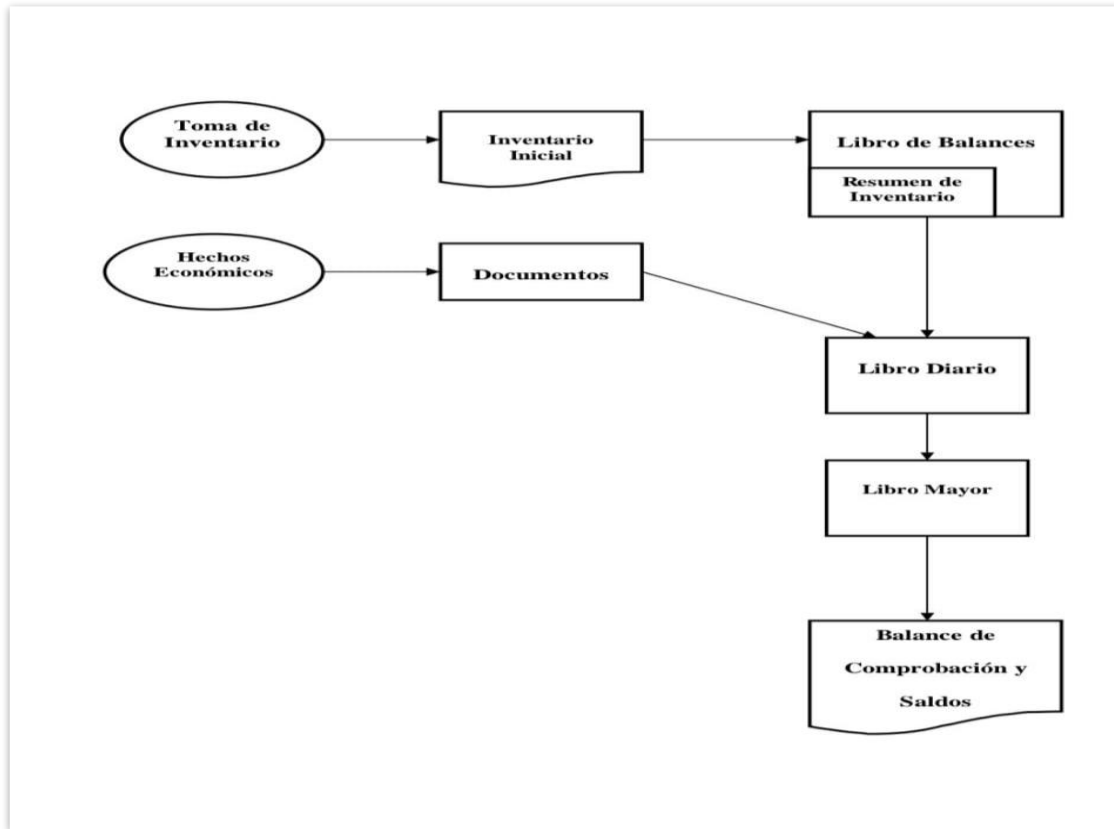 Toma de
Inventario
Inventario
Inicial
Libro de Balances
Resumen de
Inventario
Hechos
Económicos
Documentos
Libro Diario
Libro Mayor
Balance de
Comprobación y
Saldos